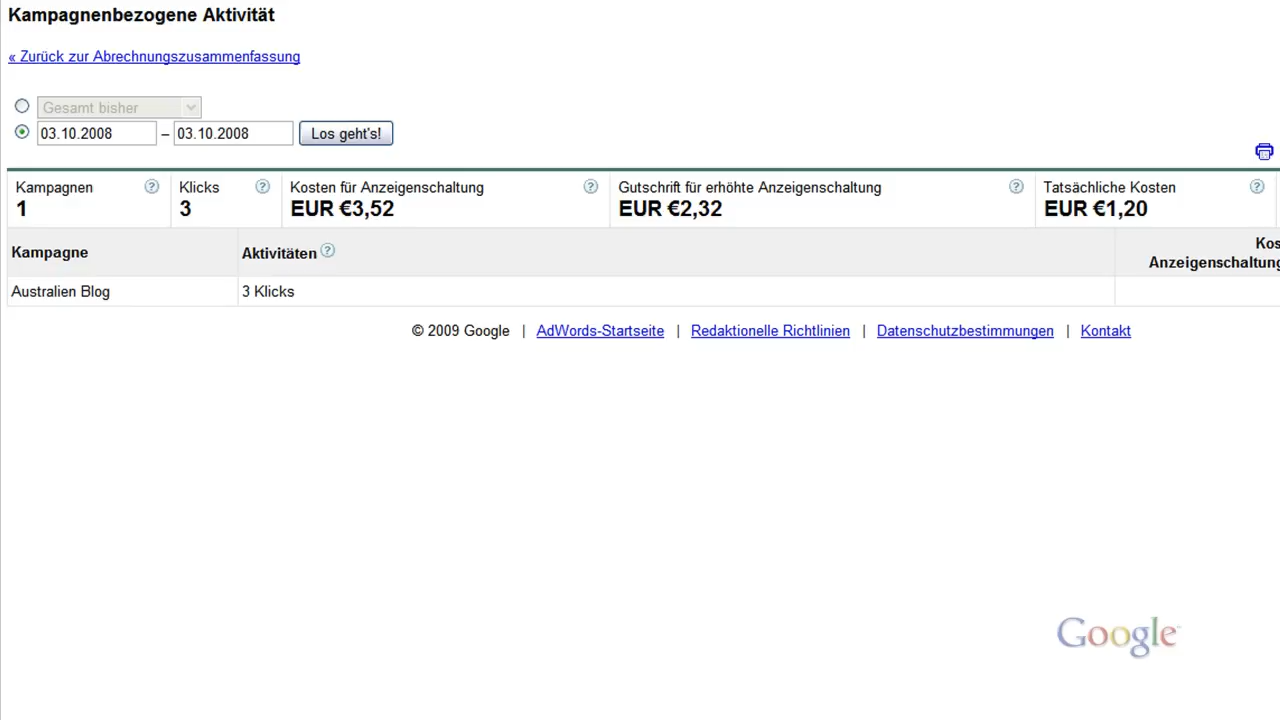 Kampagnenbezogene Aktivität
« Zurück zur Abrechnungszusammenfassung
Gesamt bisher
03.10.2008 – 03.10.2008 Los geht's!
Kampagnen ? Klicks ? Kosten für Anzeigenschaltung ? Gutschrift für erhöhte Anzeigenschaltung ? Tatsächliche Kosten ?
1 3 EUR €3,52 EUR €2,32 EUR €1,20
Kampagne Aktivitäten ? Kos
Anzeigenschaltung
Australien Blog 3 Klicks
© 2009 Google | AdWords-Startseite | Redaktionelle Richtlinien | Datenschutzbestimmungen | Kontakt
Google